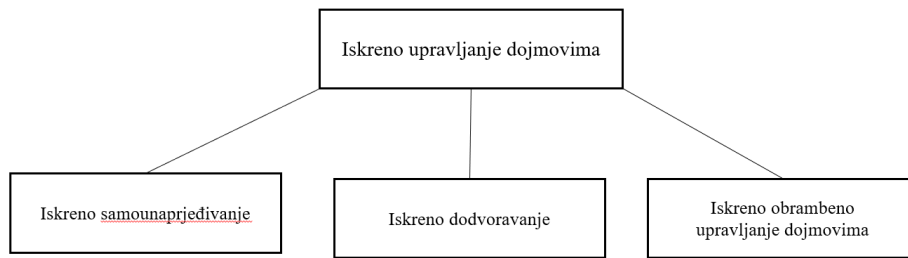 Iskreno upravljanje dojmovima
Iskreno samounaprjeđivanje
Iskreno dodvoravanje
Iskreno obrambeno
upravljanje dojmovima